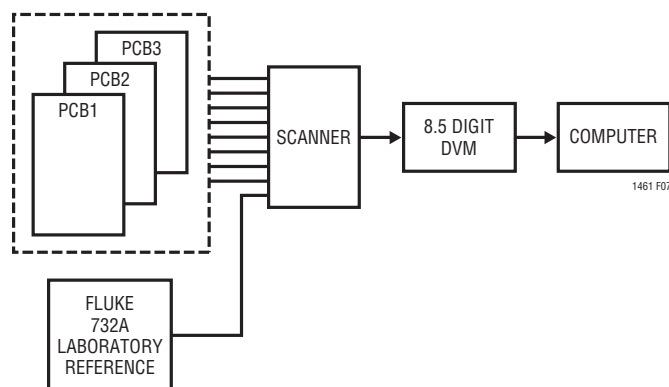 PCB3
PCB2
PCB1
SCANNER
8.5 DIGIT
DVM
COMPUTER
1461 F07
FLUKE
732A
LABORATORY
REFERENCE